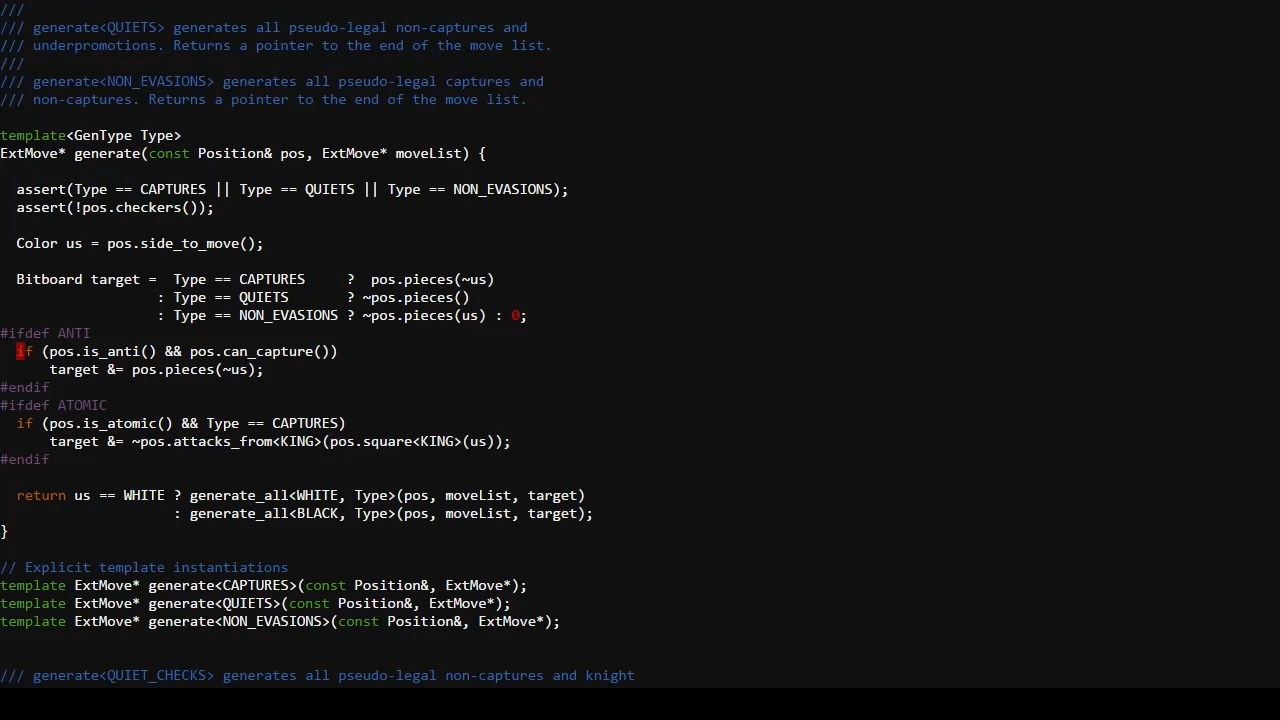 ///
/// generate<QUIETS> generates all pseudo-legal non-captures and
/// underpromotions. Returns a pointer to the end of the move list.
///
/// generate<NON_EVASIONS> generates all pseudo-legal captures and
/// non-captures. Returns a pointer to the end of the move list.

template<GenType Type>
ExtMove* generate(const Position& pos, ExtMove* moveList) {

  assert(Type == CAPTURES || Type == QUIETS || Type == NON_EVASIONS);
  assert(!pos.checkers());

  Color us = pos.side_to_move();

  Bitboard target =  Type == CAPTURES     ?  pos.pieces(~us)
                   : Type == QUIETS       ? ~pos.pieces()
                   : Type == NON_EVASIONS ? ~pos.pieces(us) : 0;
#ifdef ANTI
  if (pos.is_anti() && pos.can_capture())
      target &= pos.pieces(~us);
#endif
#ifdef ATOMIC
  if (pos.is_atomic() && Type == CAPTURES)
      target &= ~pos.attacks_from<KING>(pos.square<KING>(us));
#endif

  return us == WHITE ? generate_all<WHITE, Type>(pos, moveList, target)
                     : generate_all<BLACK, Type>(pos, moveList, target);
}

// Explicit template instantiations
template ExtMove* generate<CAPTURES>(const Position&, ExtMove*);
template ExtMove* generate<QUIETS>(const Position&, ExtMove*);
template ExtMove* generate<NON_EVASIONS>(const Position&, ExtMove*);


/// generate<QUIET_CHECKS> generates all pseudo-legal non-captures and knight